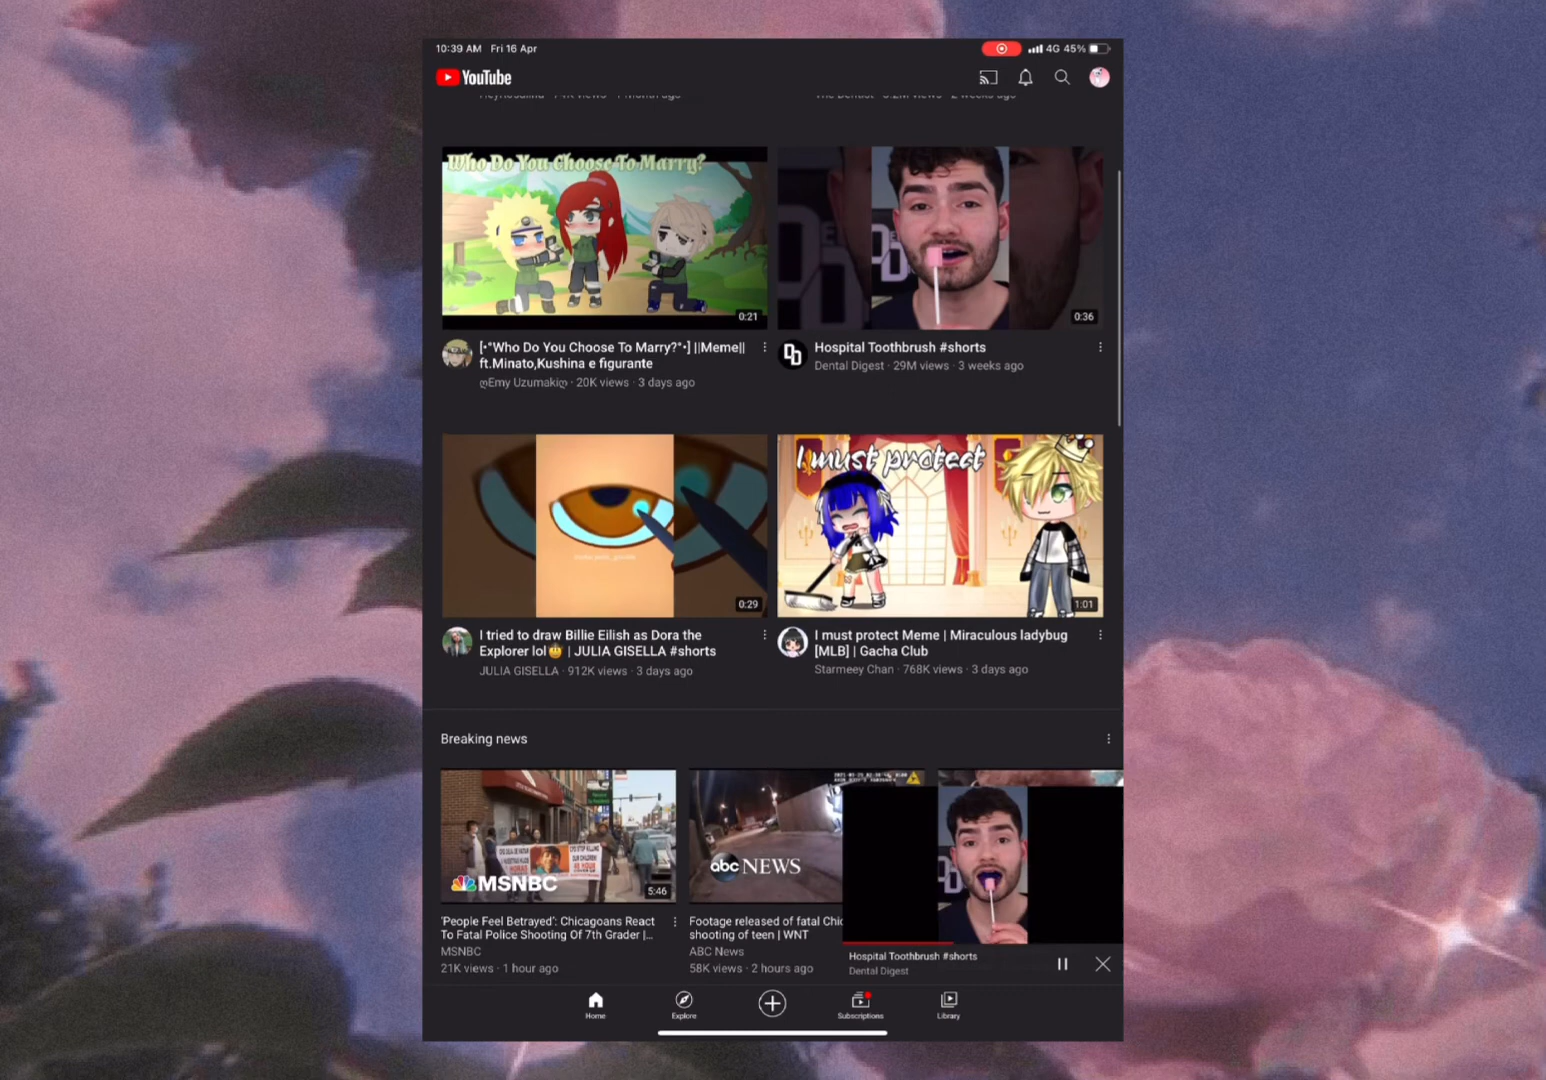 10:39 AM Fri 16 Apr
4G 45%
YouTube
Who Do You Choose To Marry?
0:21
0:36
[•"Who Do You Choose To Marry?"•] ||Meme||
ft.Minato,Kushina e figurante
ღEmy Uzumakiღ · 20K views · 3 days ago
Hospital Toothbrush #shorts
Dental Digest · 29M views · 3 weeks ago
I must protect
0:29
1:01
I tried to draw Billie Eilish as Dora the
Explorer lol🤠 | JULIA GISELLA #shorts
JULIA GISELLA · 912K views · 3 days ago
I must protect Meme | Miraculous ladybug
[MLB] | Gacha Club
Starmeey Chan · 768K views · 3 days ago
Breaking news
MSNBC
5:46
abc NEWS
'People Feel Betrayed': Chicagoans React
To Fatal Police Shooting Of 7th Grader |...
MSNBC
21K views · 1 hour ago
Footage released of fatal Chic
shooting of teen | WNT
ABC News
58K views · 2 hours ago
Hospital Toothbrush #shorts
Dental Digest
Home
Explore
Subscriptions
Library